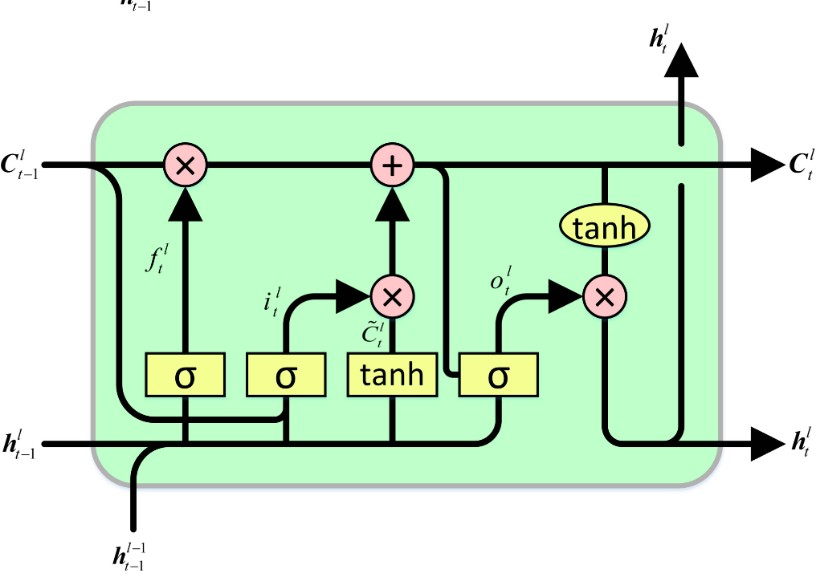 h_{t-1}
h_t^l
C_{t-1}^l × + C_t^l
tanh
f_t^l i_t^l × o_t^l ×
C̃_t^l
σ σ tanh σ
h_{t-1}^l h_t^l
h_{t-1}^{l-1}